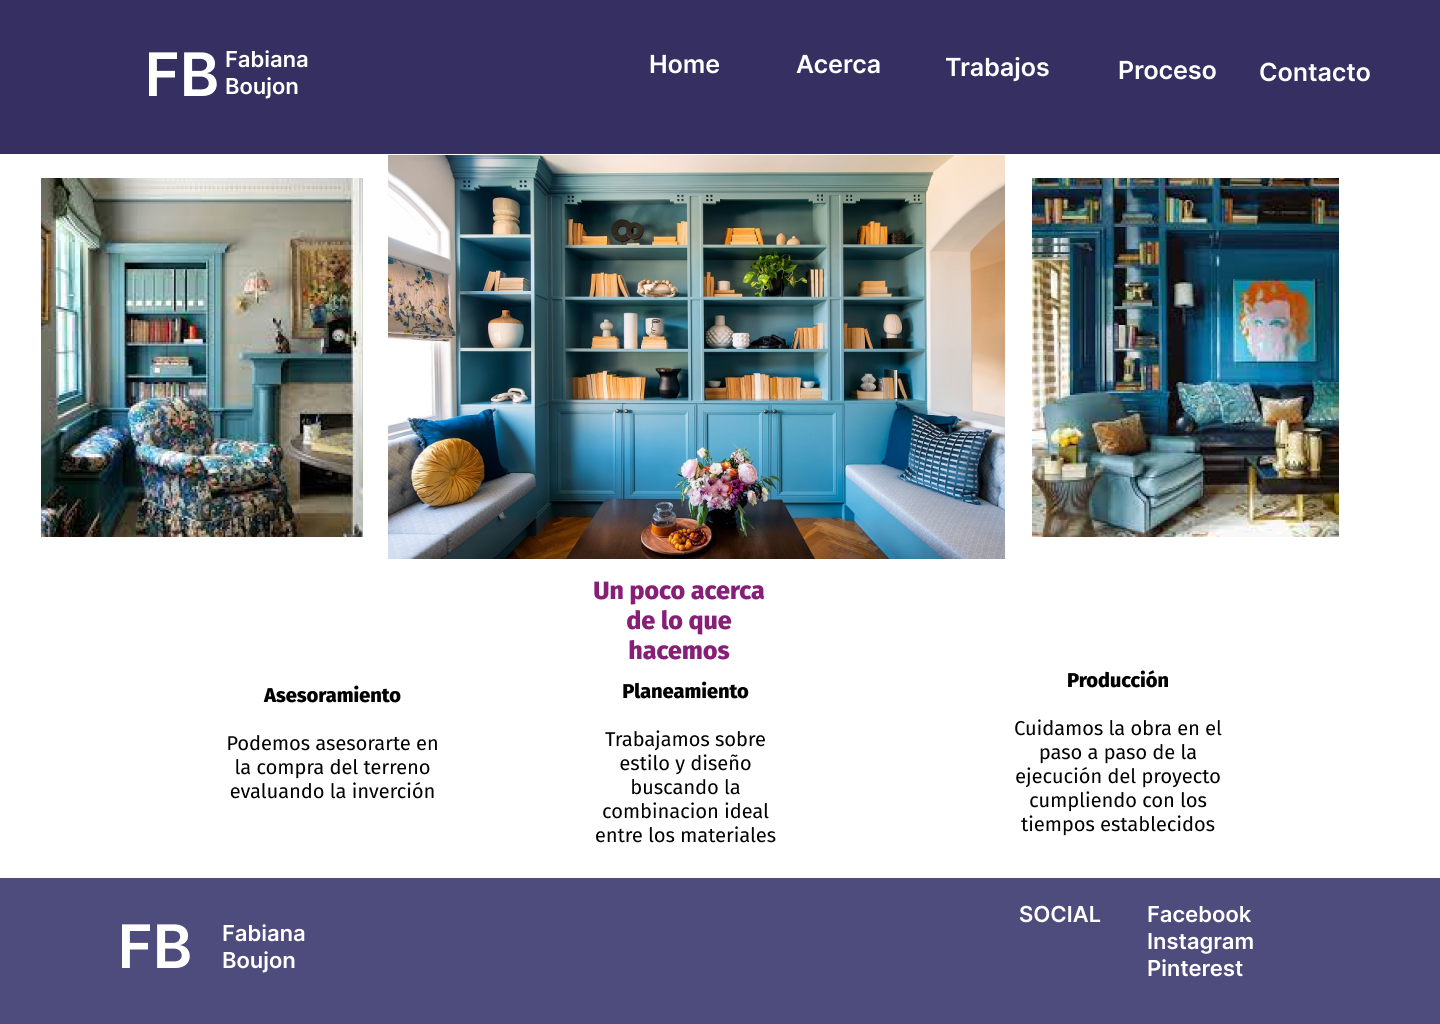 FB
Fabiana
Boujon
Home
Acerca
Trabajos
Proceso
Contacto
Un poco acerca
de lo que
hacemos
Asesoramiento
Podemos asesorarte en
la compra del terreno
evaluando la inverción
Planeamiento
Trabajamos sobre
estilo y diseño
buscando la
combinacion ideal
entre los materiales
Producción
Cuidamos la obra en el
paso a paso de la
ejecución del proyecto
cumpliendo con los
tiempos establecidos
FB
Fabiana
Boujon
SOCIAL
Facebook
Instagram
Pinterest